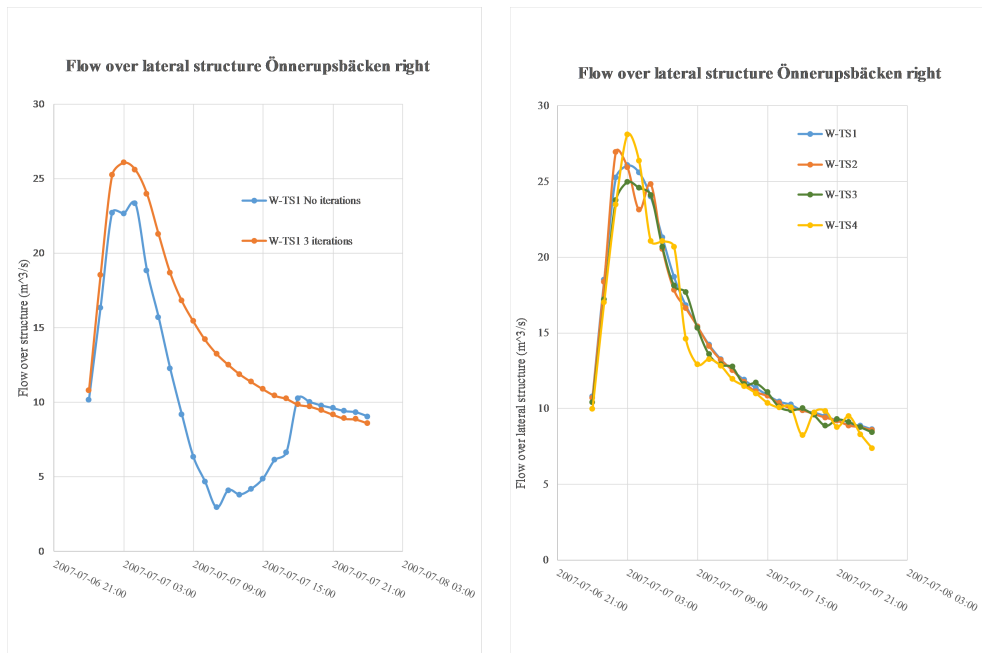 Flow over lateral structure Önnerupsbäcken right
30
25
20
15
10
5
0
Flow over structure (m^3/s)
W-TS1 No iterations
W-TS1 3 iterations
2007-07-06 21:00
2007-07-07 03:00
2007-07-07 09:00
2007-07-07 15:00
2007-07-07 21:00
2007-07-08 03:00
Flow over lateral structure Önnerupsbäcken right
30
25
20
15
10
5
0
Flow over lateral structure (m^3/s)
W-TS1
W-TS2
W-TS3
W-TS4
2007-07-06 21:00
2007-07-07 03:00
2007-07-07 09:00
2007-07-07 15:00
2007-07-07 21:00
2007-07-08 03:00